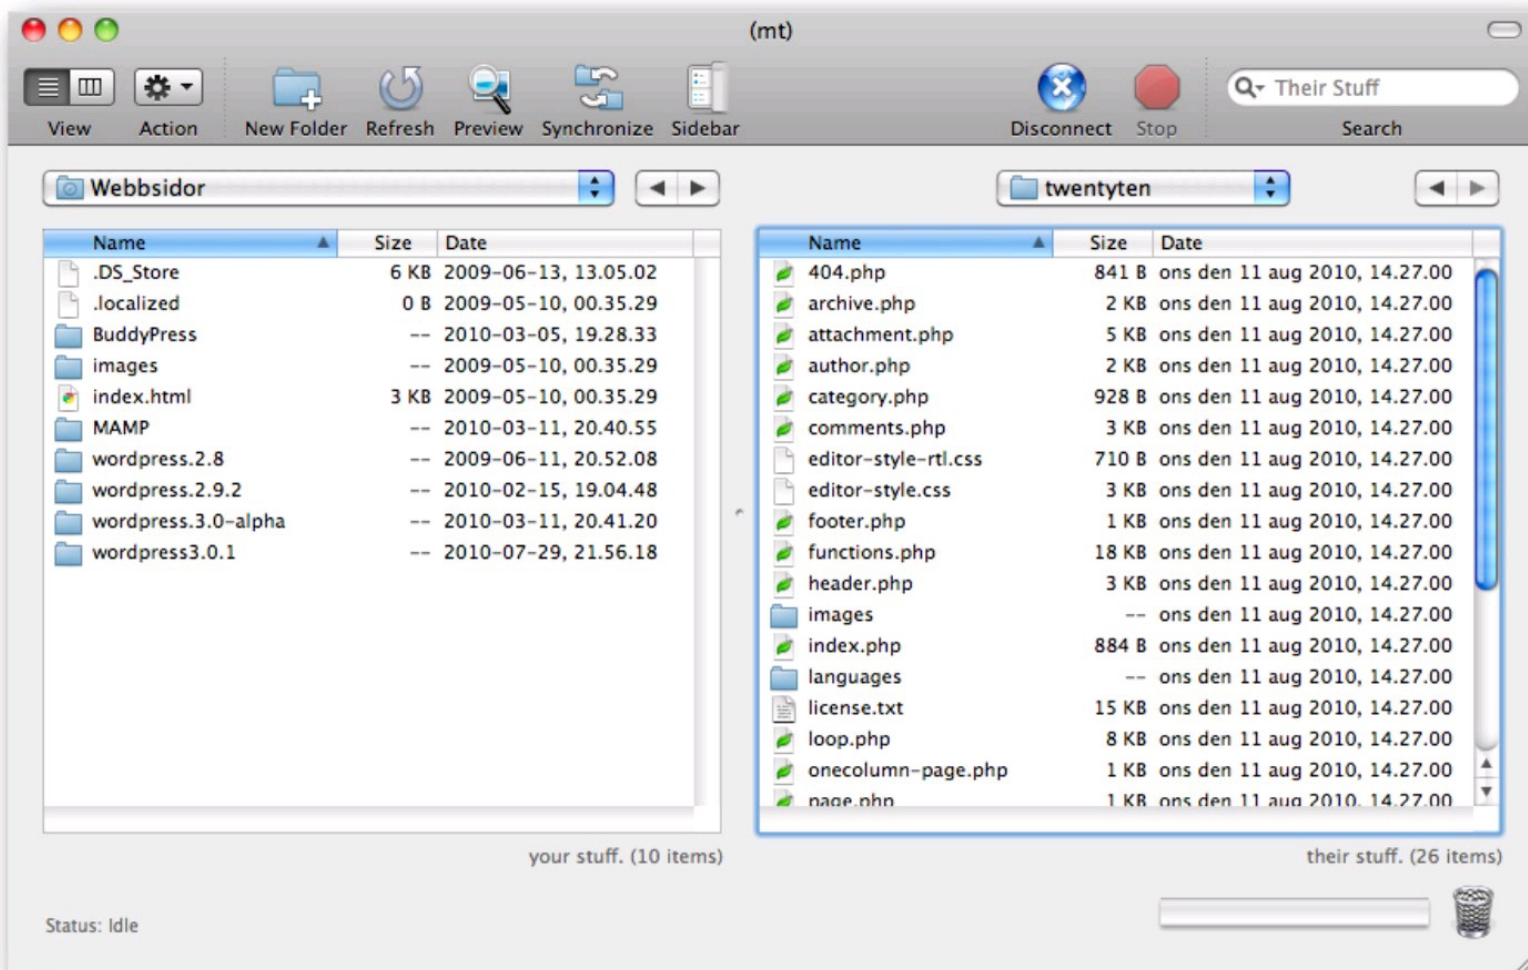 (mt)
Their Stuff
View Action New Folder Refresh Preview Synchronize Sidebar Disconnect Stop Search
Webbsidor
twentyten
Name Size Date
.DS_Store 6 KB 2009-06-13, 13.05.02
.localized 0 B 2009-05-10, 00.35.29
BuddyPress -- 2010-03-05, 19.28.33
images -- 2009-05-10, 00.35.29
index.html 3 KB 2009-05-10, 00.35.29
MAMP -- 2010-03-11, 20.40.55
wordpress.2.8 -- 2009-06-11, 20.52.08
wordpress.2.9.2 -- 2010-02-15, 19.04.48
wordpress.3.0-alpha -- 2010-03-11, 20.41.20
wordpress3.0.1 -- 2010-07-29, 21.56.18
your stuff. (10 items)
Name Size Date
404.php 841 B ons den 11 aug 2010, 14.27.00
archive.php 2 KB ons den 11 aug 2010, 14.27.00
attachment.php 5 KB ons den 11 aug 2010, 14.27.00
author.php 2 KB ons den 11 aug 2010, 14.27.00
category.php 928 B ons den 11 aug 2010, 14.27.00
comments.php 3 KB ons den 11 aug 2010, 14.27.00
editor-style-rtl.css 710 B ons den 11 aug 2010, 14.27.00
editor-style.css 3 KB ons den 11 aug 2010, 14.27.00
footer.php 1 KB ons den 11 aug 2010, 14.27.00
functions.php 18 KB ons den 11 aug 2010, 14.27.00
header.php 3 KB ons den 11 aug 2010, 14.27.00
images -- ons den 11 aug 2010, 14.27.00
index.php 884 B ons den 11 aug 2010, 14.27.00
languages -- ons den 11 aug 2010, 14.27.00
license.txt 15 KB ons den 11 aug 2010, 14.27.00
loop.php 8 KB ons den 11 aug 2010, 14.27.00
onecolumn-page.php 1 KB ons den 11 aug 2010, 14.27.00
page.php 1 KB ons den 11 aug 2010, 14.27.00
their stuff. (26 items)
Status: Idle